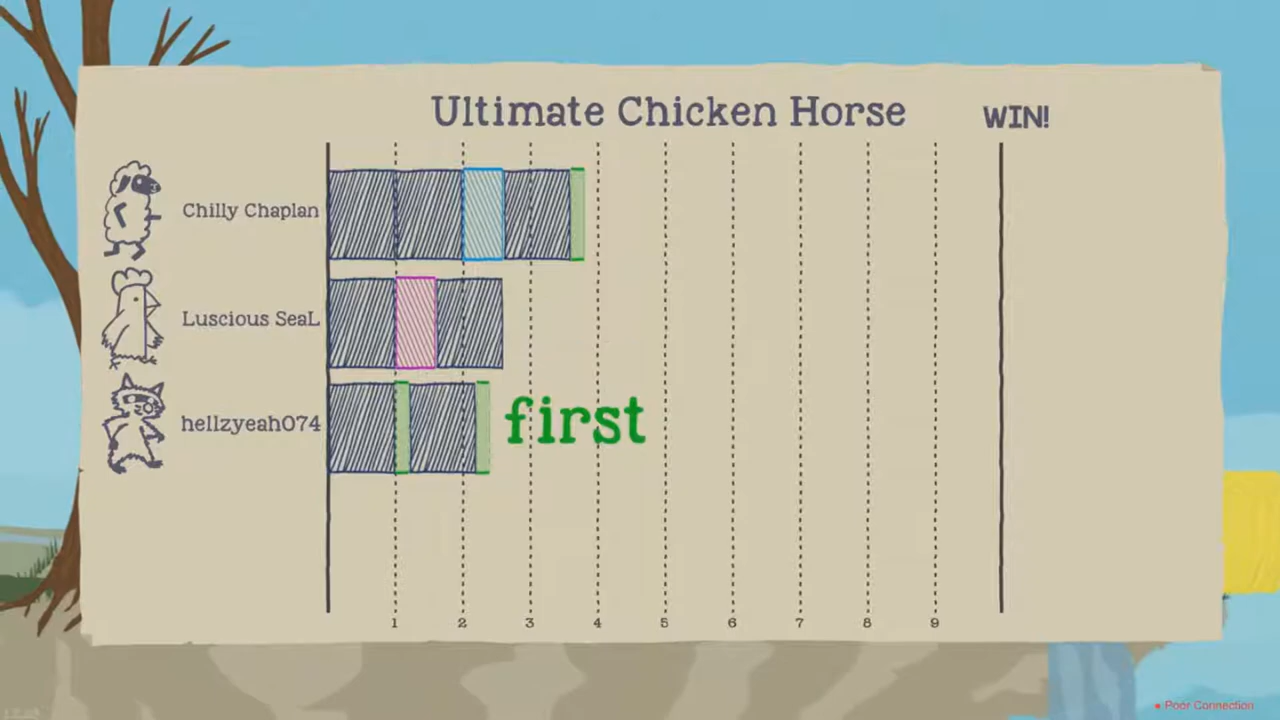 Ultimate Chicken Horse
WIN!
Chilly Chaplan
Luscious SeaL
hellzyeah074
first
1 2 3 4 5 6 7 8 9
• Poor Connection